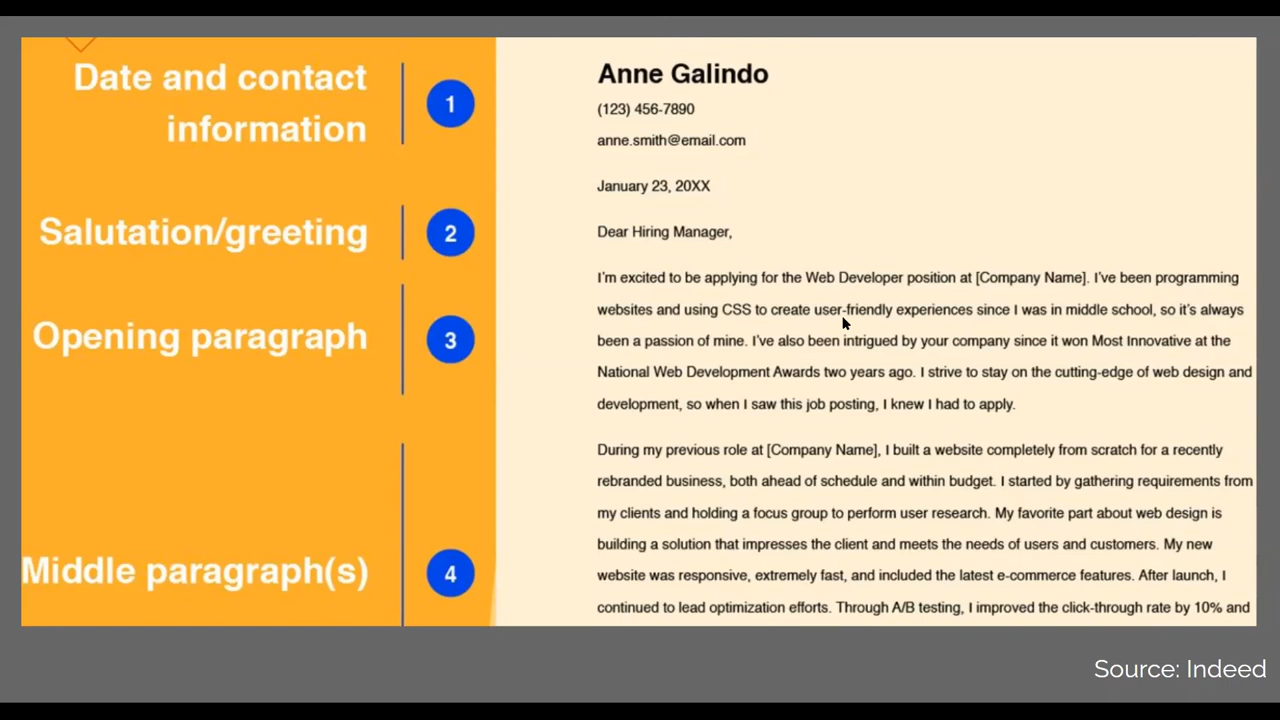 Date and contact
information
1
Anne Galindo
(123) 456-7890
anne.smith@email.com
January 23, 20XX
Salutation/greeting
2
Dear Hiring Manager,
Opening paragraph
3
I'm excited to be applying for the Web Developer position at [Company Name]. I've been programming
websites and using CSS to create user-friendly experiences since I was in middle school, so it's always
been a passion of mine. I've also been intrigued by your company since it won Most Innovative at the
National Web Development Awards two years ago. I strive to stay on the cutting-edge of web design and
development, so when I saw this job posting, I knew I had to apply.
Middle paragraph(s)
4
During my previous role at [Company Name], I built a website completely from scratch for a recently
rebranded business, both ahead of schedule and within budget. I started by gathering requirements from
my clients and holding a focus group to perform user research. My favorite part about web design is
building a solution that impresses the client and meets the needs of users and customers. My new
website was responsive, extremely fast, and included the latest e-commerce features. After launch, I
continued to lead optimization efforts. Through A/B testing, I improved the click-through rate by 10% and
Source: Indeed